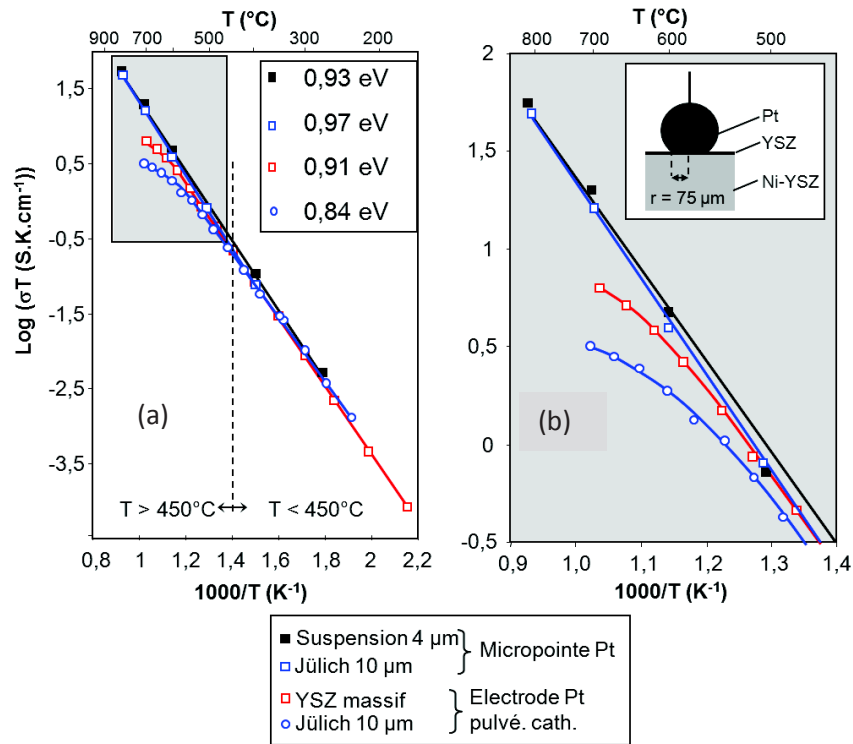 T (°C)
900 700 500 300 200
Log (σT (S.K.cm⁻¹))
1,5
0,5
-0,5
-1,5
-2,5
-3,5
0,93 eV
0,97 eV
0,91 eV
0,84 eV
(a)
T > 450°C
T < 450°C
0,8 1 1,2 1,4 1,6 1,8 2 2,2
1000/T (K⁻¹)
T (°C)
800 700 600 500
2
1,5
1
0,5
0
-0,5
Pt
YSZ
Ni-YSZ
r = 75 µm
(b)
0,9 1,0 1,1 1,2 1,3 1,4
1000/T (K⁻¹)
Suspension 4 µm
Jülich 10 µm
Micropointe Pt
YSZ massif
Jülich 10 µm
Electrode Pt
pulvé. cath.